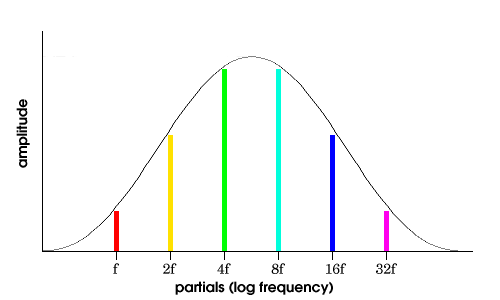 amplitude
f 2f 4f 8f 16f 32f
partials (log frequency)